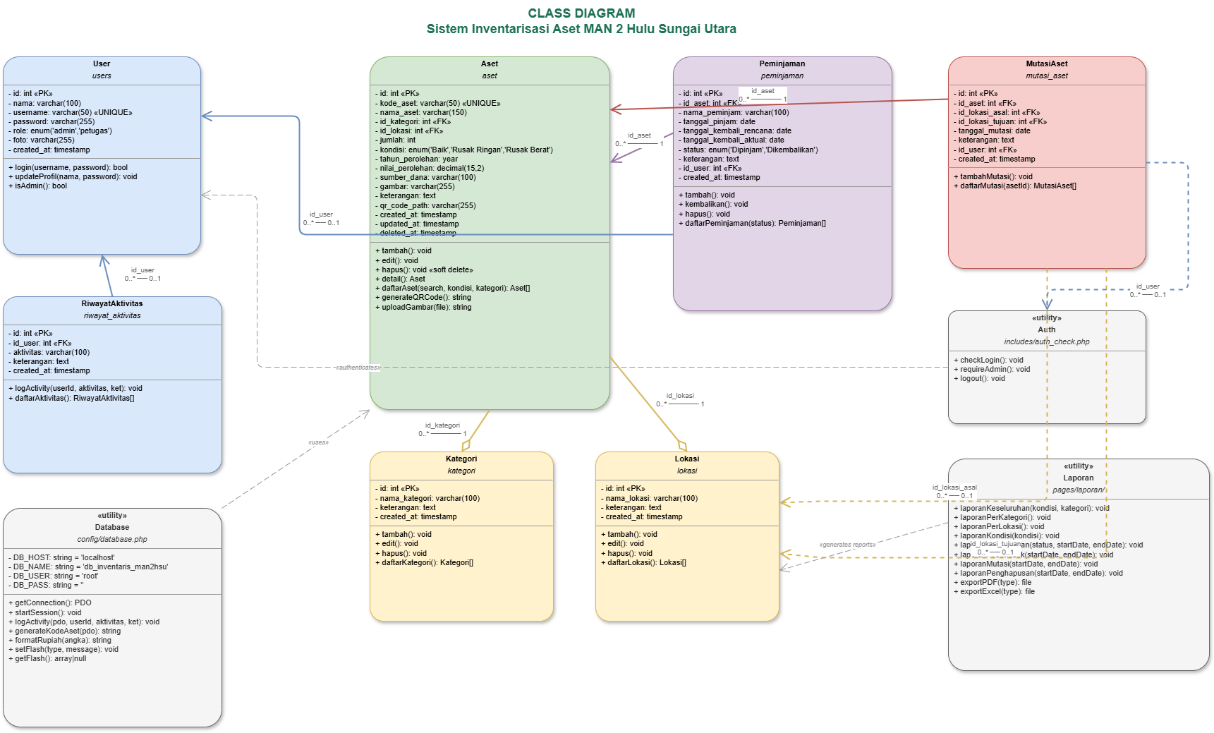 CLASS DIAGRAM
Sistem Inventarisasi Aset MAN 2 Hulu Sungai Utara
User
users
- id: int «PK»
- nama: varchar(100)
- username: varchar(50) «UNIQUE»
- password: varchar(255)
- role: enum('admin','petugas')
- foto: varchar(255)
- created_at: timestamp
+ login(username, password): bool
+ updateProfil(nama, password): void
+ isAdmin(): bool
Aset
aset
- id: int «PK»
- kode_aset: varchar(50) «UNIQUE»
- nama_aset: varchar(150)
- id_kategori: int «FK»
- id_lokasi: int «FK»
- jumlah: int
- kondisi: enum('Baik','Rusak Ringan','Rusak Berat')
- tahun_perolehan: year
- nilai_perolehan: decimal(15,2)
- sumber_dana: varchar(100)
- gambar: varchar(255)
- keterangan: text
- qr_code_path: varchar(255)
- created_at: timestamp
- updated_at: timestamp
- deleted_at: timestamp
+ tambah(): void
+ edit(): void
+ hapus(): void «soft delete»
+ detail(): Aset
+ daftarAset(search, kondisi, kategori): Aset[]
+ generateQRCode(): string
+ uploadGambar(file): string
Peminjaman
peminjaman
- id: int «PK»
- id_aset: int «FK»
- nama_peminjam: varchar(100)
- tanggal_pinjam: date
- tanggal_kembali_rencana: date
- tanggal_kembali_aktual: date
- status: enum('Dipinjam','Dikembalikan')
- keterangan: text
- id_user: int «FK»
- created_at: timestamp
+ tambah(): void
+ kembalikan(): void
+ hapus(): void
+ daftarPeminjaman(status): Peminjaman[]
MutasiAset
mutasi_aset
- id: int «PK»
- id_aset: int «FK»
- id_lokasi_asal: int «FK»
- id_lokasi_tujuan: int «FK»
- tanggal_mutasi: date
- keterangan: text
- id_user: int «FK»
- created_at: timestamp
+ tambahMutasi(): void
+ daftarMutasi(asetId): MutasiAset[]
id_aset
0..* 1
id_aset
0..* 1
id_user
0..* 0..1
id_user
0..* 0..1
id_user
0..* 0..1
RiwayatAktivitas
riwayat_aktivitas
- id: int «PK»
- id_user: int «FK»
- aktivitas: varchar(100)
- keterangan: text
- created_at: timestamp
+ logActivity(userId, aktivitas, ket): void
+ daftarAktivitas(): RiwayatAktivitas[]
«utility»
Auth
includes/auth_check.php
+ checkLogin(): void
+ requireAdmin(): void
+ logout(): void
«authenticates»
id_kategori
0..* 1
id_lokasi
0..* 1
«uses»
Kategori
kategori
- id: int «PK»
- nama_kategori: varchar(100)
- keterangan: text
- created_at: timestamp
+ tambah(): void
+ edit(): void
+ hapus(): void
+ daftarKategori(): Kategori[]
Lokasi
lokasi
- id: int «PK»
- nama_lokasi: varchar(100)
- keterangan: text
- created_at: timestamp
+ tambah(): void
+ edit(): void
+ hapus(): void
+ daftarLokasi(): Lokasi[]
«generates reports»
id_lokasi_asal
0..* 0..1
id_lokasi_tujuan
0..* 0..1
«utility»
Laporan
pages/laporan/
+ laporanKeseluruhan(kondisi, kategori): void
+ laporanPerKategori(): void
+ laporanPerLokasi(): void
+ laporanKondisi(kondisi): void
(status, startDate, endDate): void
(startDate, endDate): void
+ laporanMutasi(startDate, endDate): void
+ laporanPenghapusan(startDate, endDate): void
+ exportPDF(type): file
+ exportExcel(type): file
«utility»
Database
config/database.php
- DB_HOST: string = 'localhost'
- DB_NAME: string = 'db_inventaris_man2hsu'
- DB_USER: string = 'root'
- DB_PASS: string = ''
+ getConnection(): PDO
+ startSession(): void
+ logActivity(pdo, userId, aktivitas, ket): void
+ generateKodeAset(pdo): string
+ formatRupiah(angka): string
+ setFlash(type, message): void
+ getFlash(): array|null